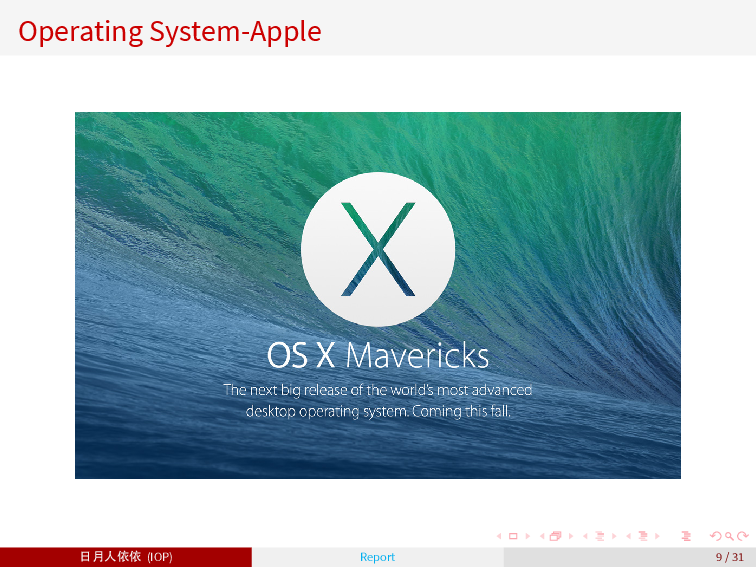 Operating System-Apple
X
OS X Mavericks
The next big release of the world's most advanced
desktop operating system. Coming this fall.
日月人依依 (IOP)
Report
9 / 31